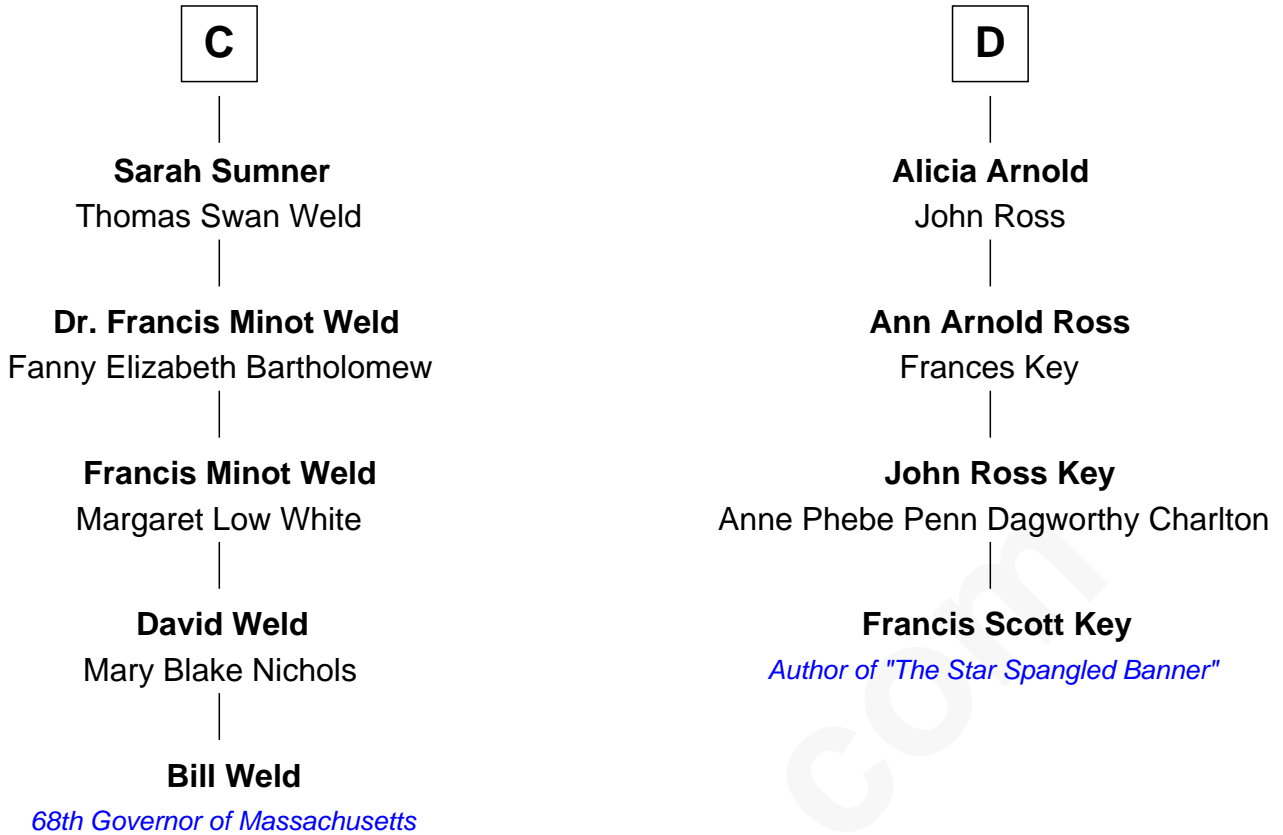 C
Sarah Sumner
Thomas Swan Weld
Dr. Francis Minot Weld
Fanny Elizabeth Bartholomew
Francis Minot Weld
Margaret Low White
David Weld
Mary Blake Nichols
Bill Weld
68th Governor of Massachusetts
D
Alicia Arnold
John Ross
Ann Arnold Ross
Frances Key
John Ross Key
Anne Phebe Penn Dagworthy Charlton
Francis Scott Key
Author of "The Star Spangled Banner"
com